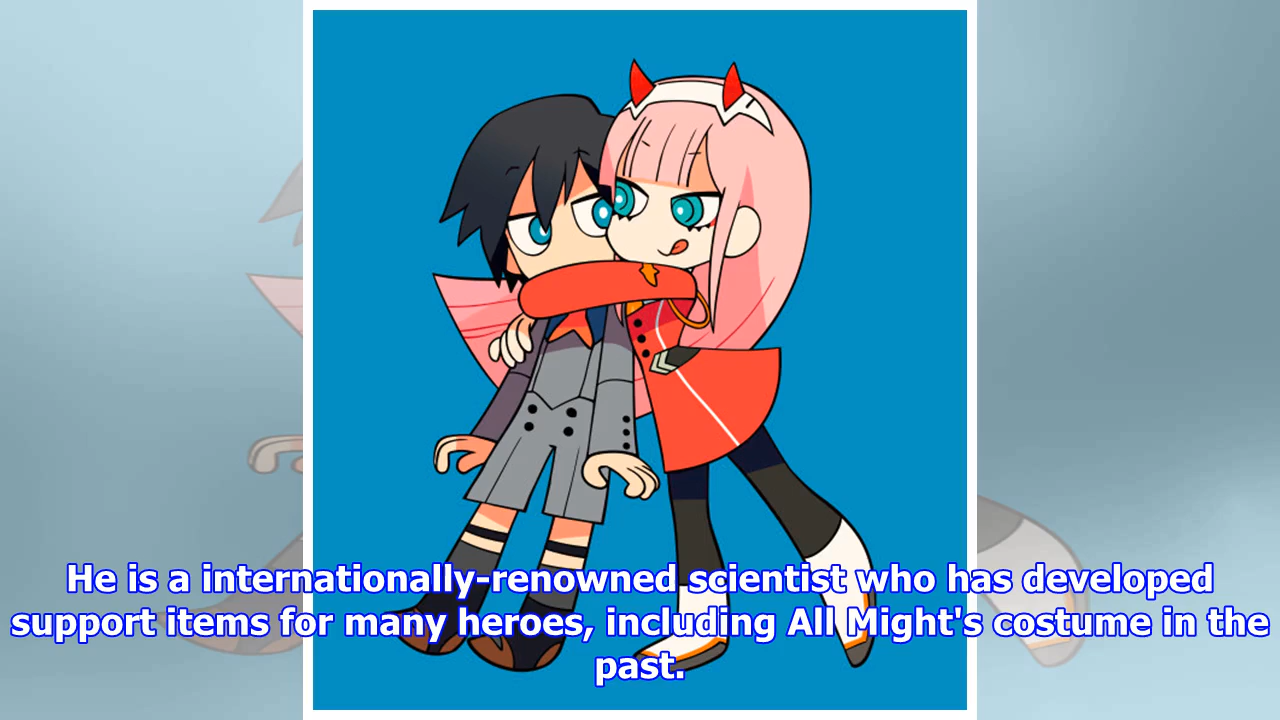 He is a internationally-renowned scientist who has developed
support items for many heroes, including All Might's costume in the
past.